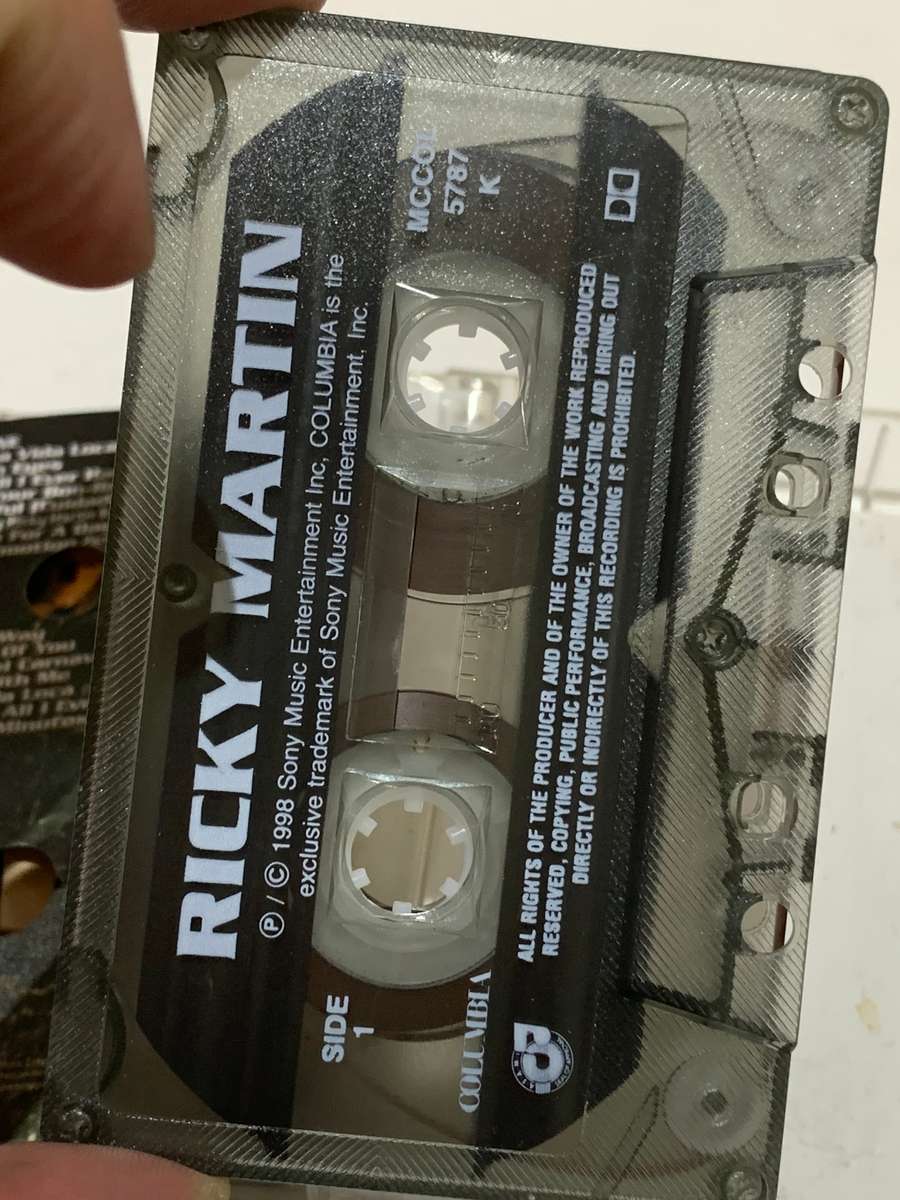 RICKY MARTIN
Ⓟ / © 1998 Sony Music Entertainment Inc, COLUMBIA is the
exclusive trademark of Sony Music Entertainment, Inc.
SIDE
1
5787
K
COLUMBIA
ALL RIGHTS OF THE PRODUCER AND OF THE OWNER OF THE WORK REPRODUCED
RESERVED, COPYING, PUBLIC PERFORMANCE, BROADCASTING AND HIRING OUT
DIRECTLY OR INDIRECTLY OF THIS RECORDING IS PROHIBITED.